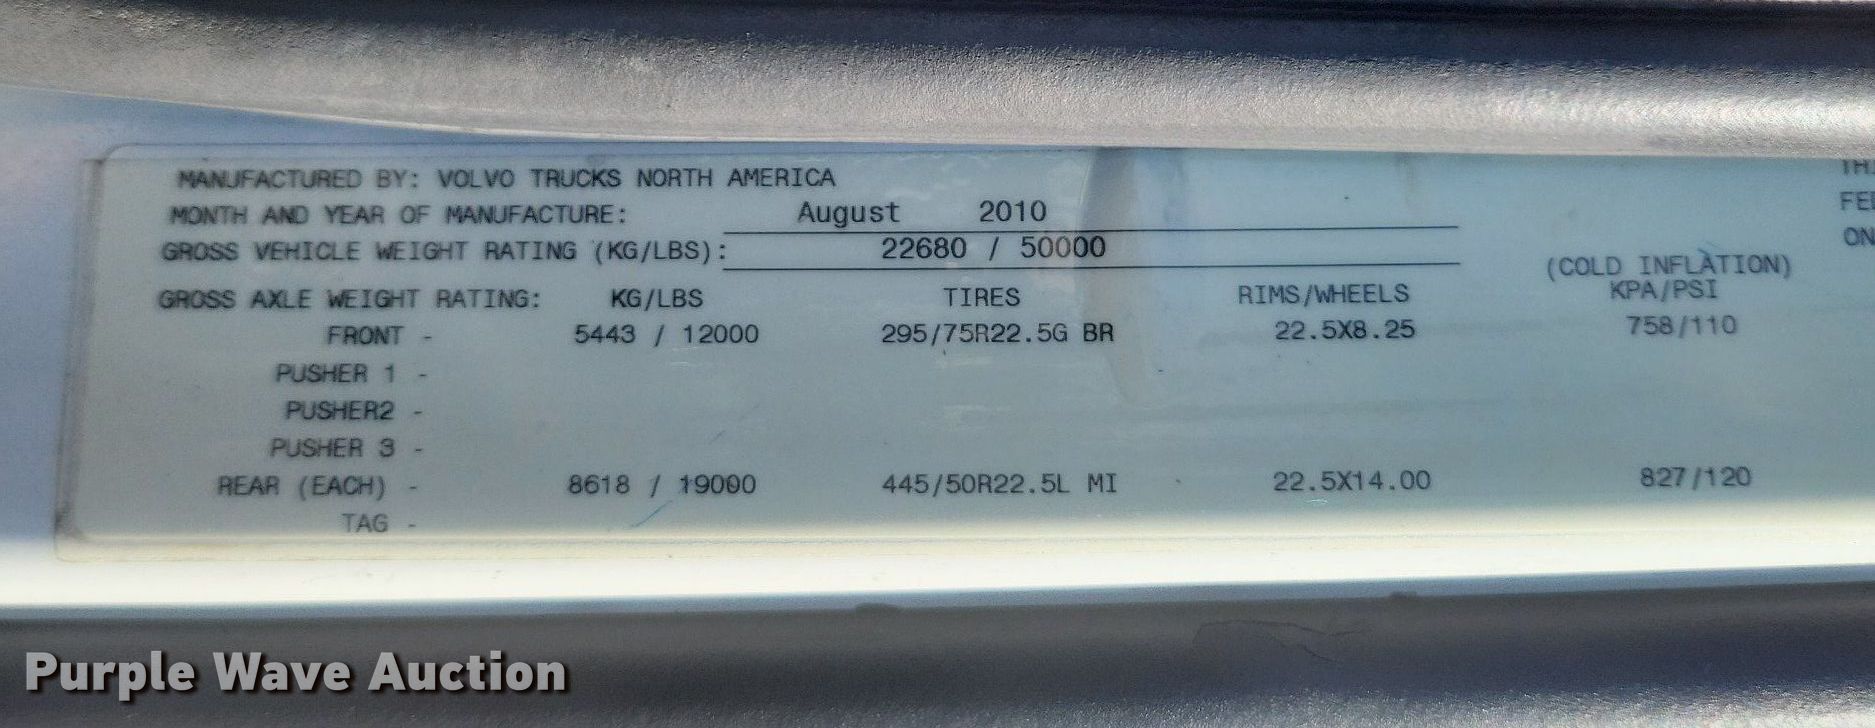 MANUFACTURED BY: VOLVO TRUCKS NORTH AMERICA
MONTH AND YEAR OF MANUFACTURE: August 2010
GROSS VEHICLE WEIGHT RATING (KG/LBS): 22680 / 50000
(COLD INFLATION)
GROSS AXLE WEIGHT RATING: KG/LBS TIRES RIMS/WHEELS KPA/PSI
FRONT - 5443 / 12000 295/75R22.5G BR 22.5X8.25 758/110
PUSHER 1 -
PUSHER2 -
PUSHER 3 -
REAR (EACH) - 8618 / 19000 445/50R22.5L MI 22.5X14.00 827/120
TAG -
ON
Purple Wave Auction